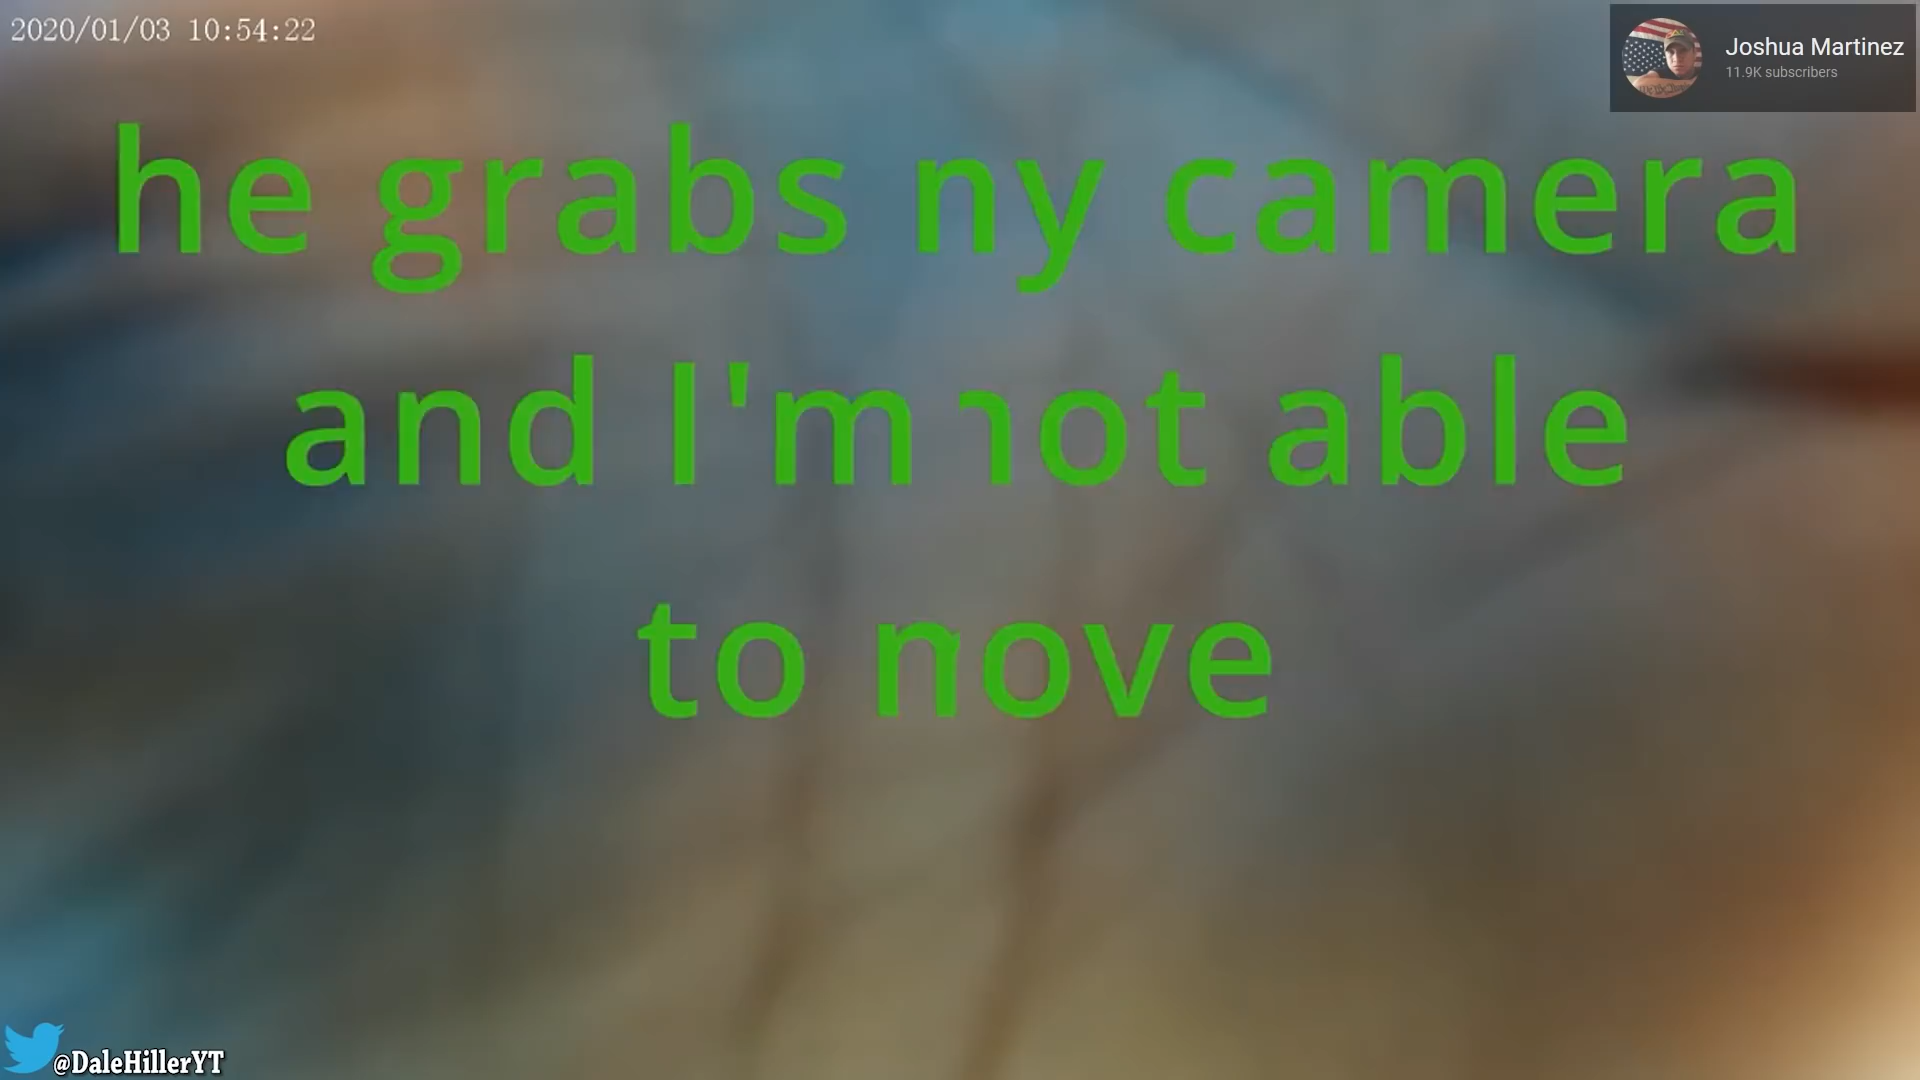 2020/01/03 10:54:22
Joshua Martinez
11.9K subscribers
he grabs ny camera
and I'm not able
to nove
@DaleHillerYT